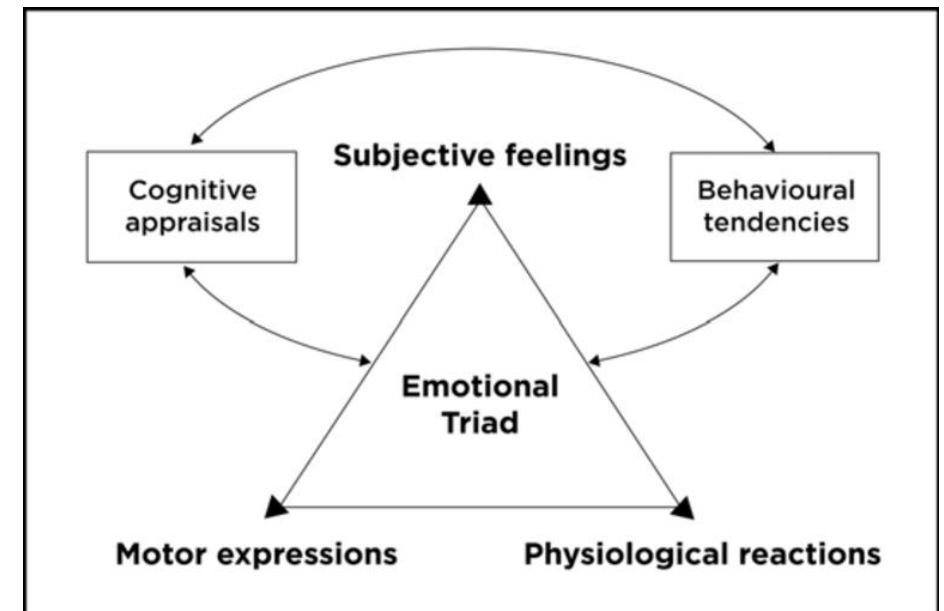 Subjective feelings
Cognitive
appraisals
Behavioural
tendencies
Emotional
Triad
Motor expressions
Physiological reactions